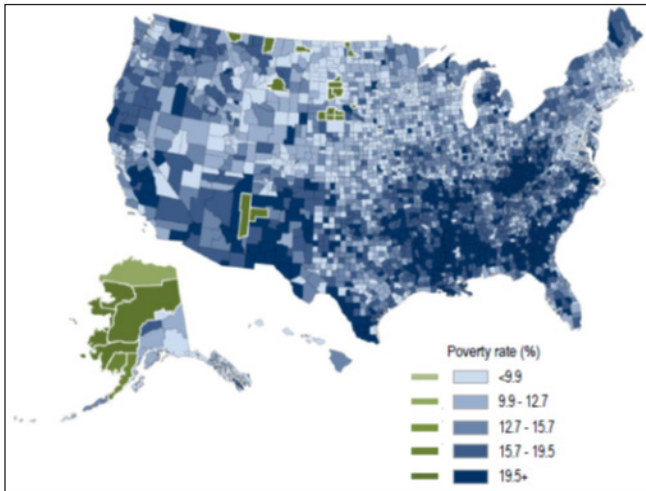 Poverty rate (%)
<9.9
9.9 - 12.7
12.7 - 15.7
15.7 - 19.5
19.5+